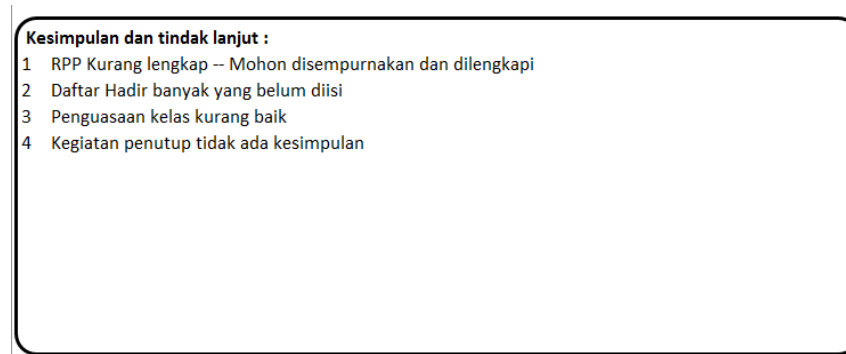 Kesimpulan dan tindak lanjut :
1 RPP Kurang lengkap -- Mohon disempurnakan dan dilengkapi
2 Daftar Hadir banyak yang belum diisi
3 Penguasaan kelas kurang baik
4 Kegiatan penutup tidak ada kesimpulan